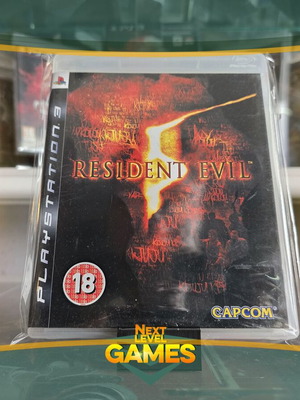 PLAYSTATION 3
RESIDENT EVIL
5
18
CAPCOM
NEXT
LEVEL
GAMES